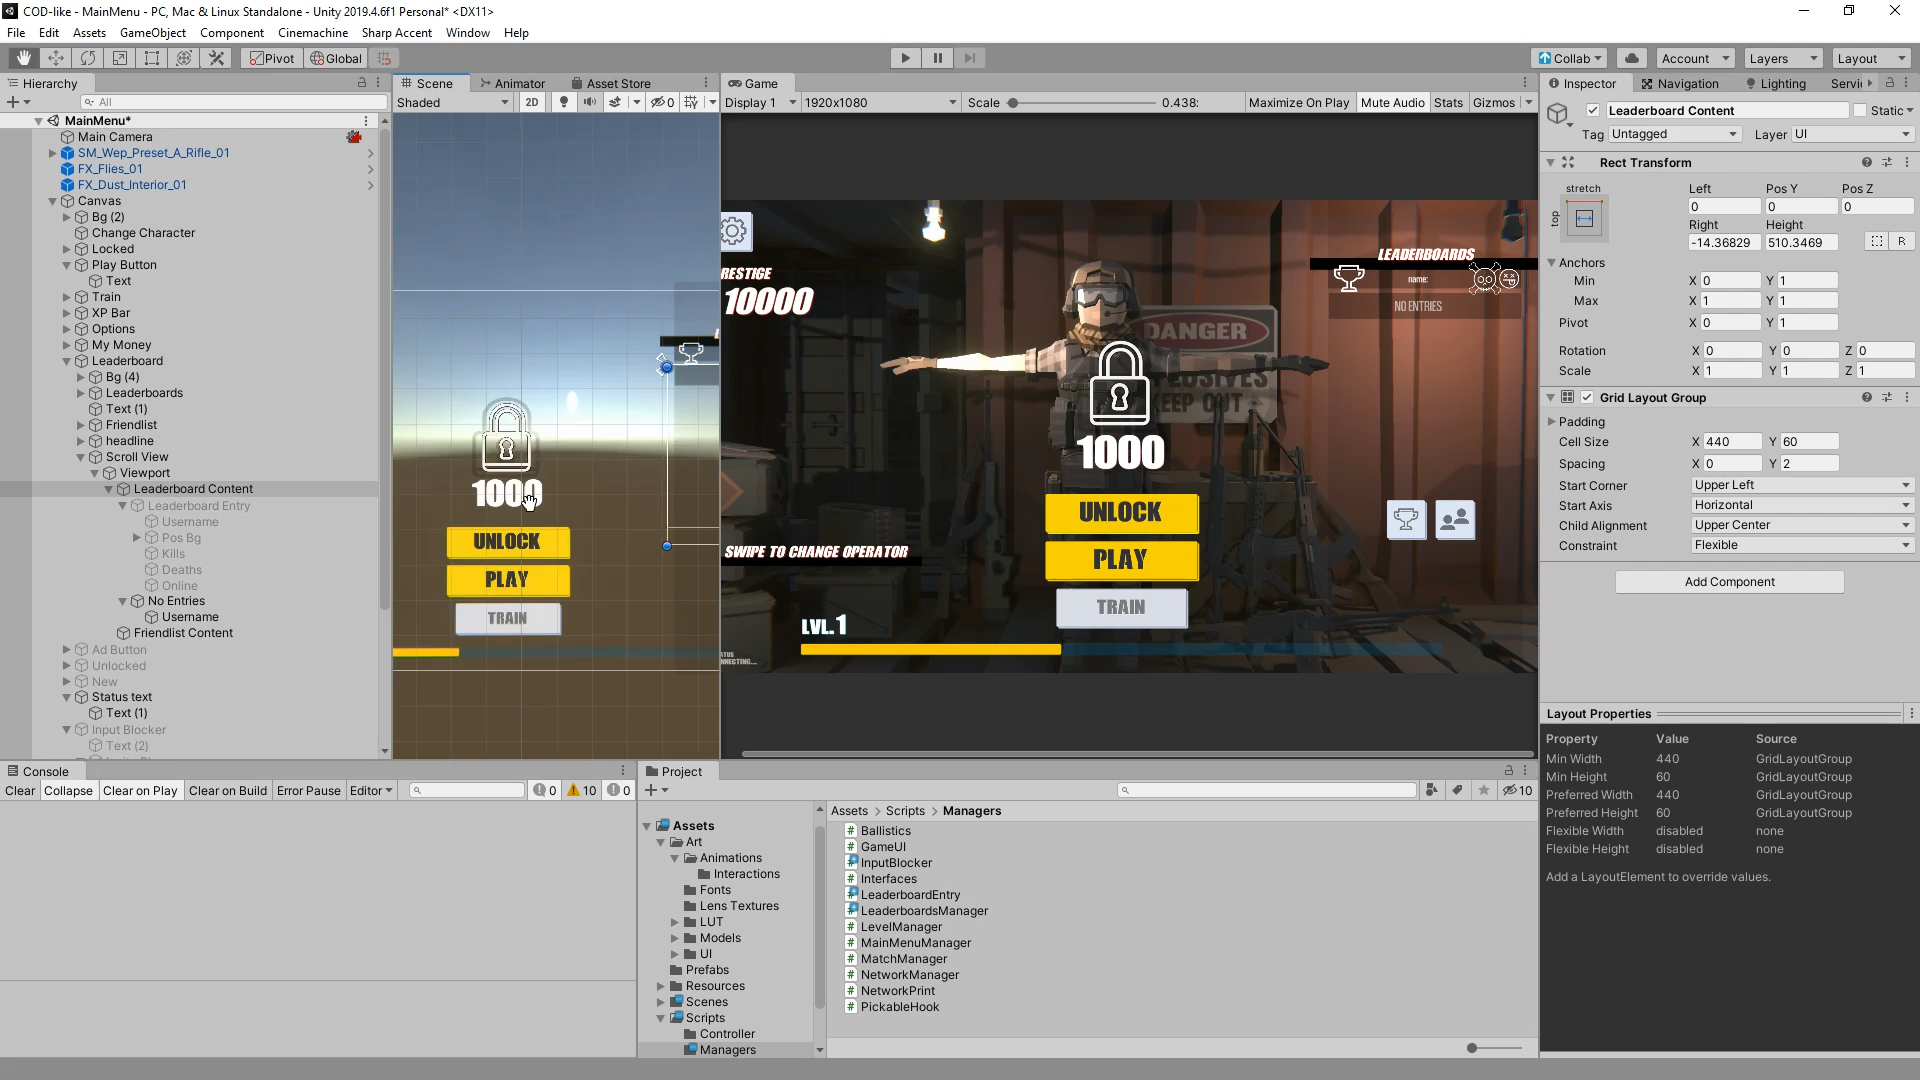 COD-like - MainMenu - PC, Mac & Linux Standalone - Unity 2019.4.6f1 Personal* <DX11>
File Edit Assets GameObject Component Cinemachine Sharp Accent Window Help
Pivot Global Collab Account Layers Layout
Hierarchy Scene Animator Asset Store Game Inspector Navigation Lighting Servi
All Shaded 2D 0 Display 1 1920x1080 Scale 0.438: Maximize On Play Mute Audio Stats Gizmos
MainMenu*
Main Camera
SM_Wep_Preset_A_Rifle_01
FX_Flies_01
FX_Dust_Interior_01
Canvas
Bg (2)
Change Character
Locked
Play Button
Text
Train
XP Bar
Options
My Money
Leaderboard
Bg (4)
Leaderboards
Text (1)
Friendlist
headline
Scroll View
Viewport
Leaderboard Content
Leaderboard Entry
Username
Pos Bg
Kills
Deaths
Online
No Entries
Username
Friendlist Content
Ad Button
Unlocked
New
Status text
Text (1)
Input Blocker
Text (2)
1000
UNLOCK
PLAY
TRAIN
RESTIGE
10000
LEADERBOARDS
name:
NO ENTRIES
DANGER
KEEP OUT
1000
UNLOCK
PLAY
TRAIN
SWIPE TO CHANGE OPERATOR
LVL.1
Leaderboard Content Static
Tag Untagged Layer UI
Rect Transform
stretch Left Pos Y Pos Z
top 0 0 0
Right Height
-14.36829 510.3469 R
Anchors
Min X 0 Y 1
Max X 1 Y 1
Pivot X 0 Y 1
Rotation X 0 Y 0 Z 0
Scale X 1 Y 1 Z 1
Grid Layout Group
Padding
Cell Size X 440 Y 60
Spacing X 0 Y 2
Start Corner Upper Left
Start Axis Horizontal
Child Alignment Upper Center
Constraint Flexible
Add Component
Layout Properties
Property Value Source
Min Width 440 GridLayoutGroup
Min Height 60 GridLayoutGroup
Preferred Width 440 GridLayoutGroup
Preferred Height 60 GridLayoutGroup
Flexible Width disabled none
Flexible Height disabled none
Add a LayoutElement to override values.
Console
Clear Collapse Clear on Play Clear on Build Error Pause Editor 0 10 0
Project
10
Assets
Art
Animations
Interactions
Fonts
Lens Textures
LUT
Models
UI
Prefabs
Resources
Scenes
Scripts
Controller
Managers
Assets > Scripts > Managers
Ballistics
GameUI
InputBlocker
Interfaces
LeaderboardEntry
LeaderboardsManager
LevelManager
MainMenuManager
MatchManager
NetworkManager
NetworkPrint
PickableHook